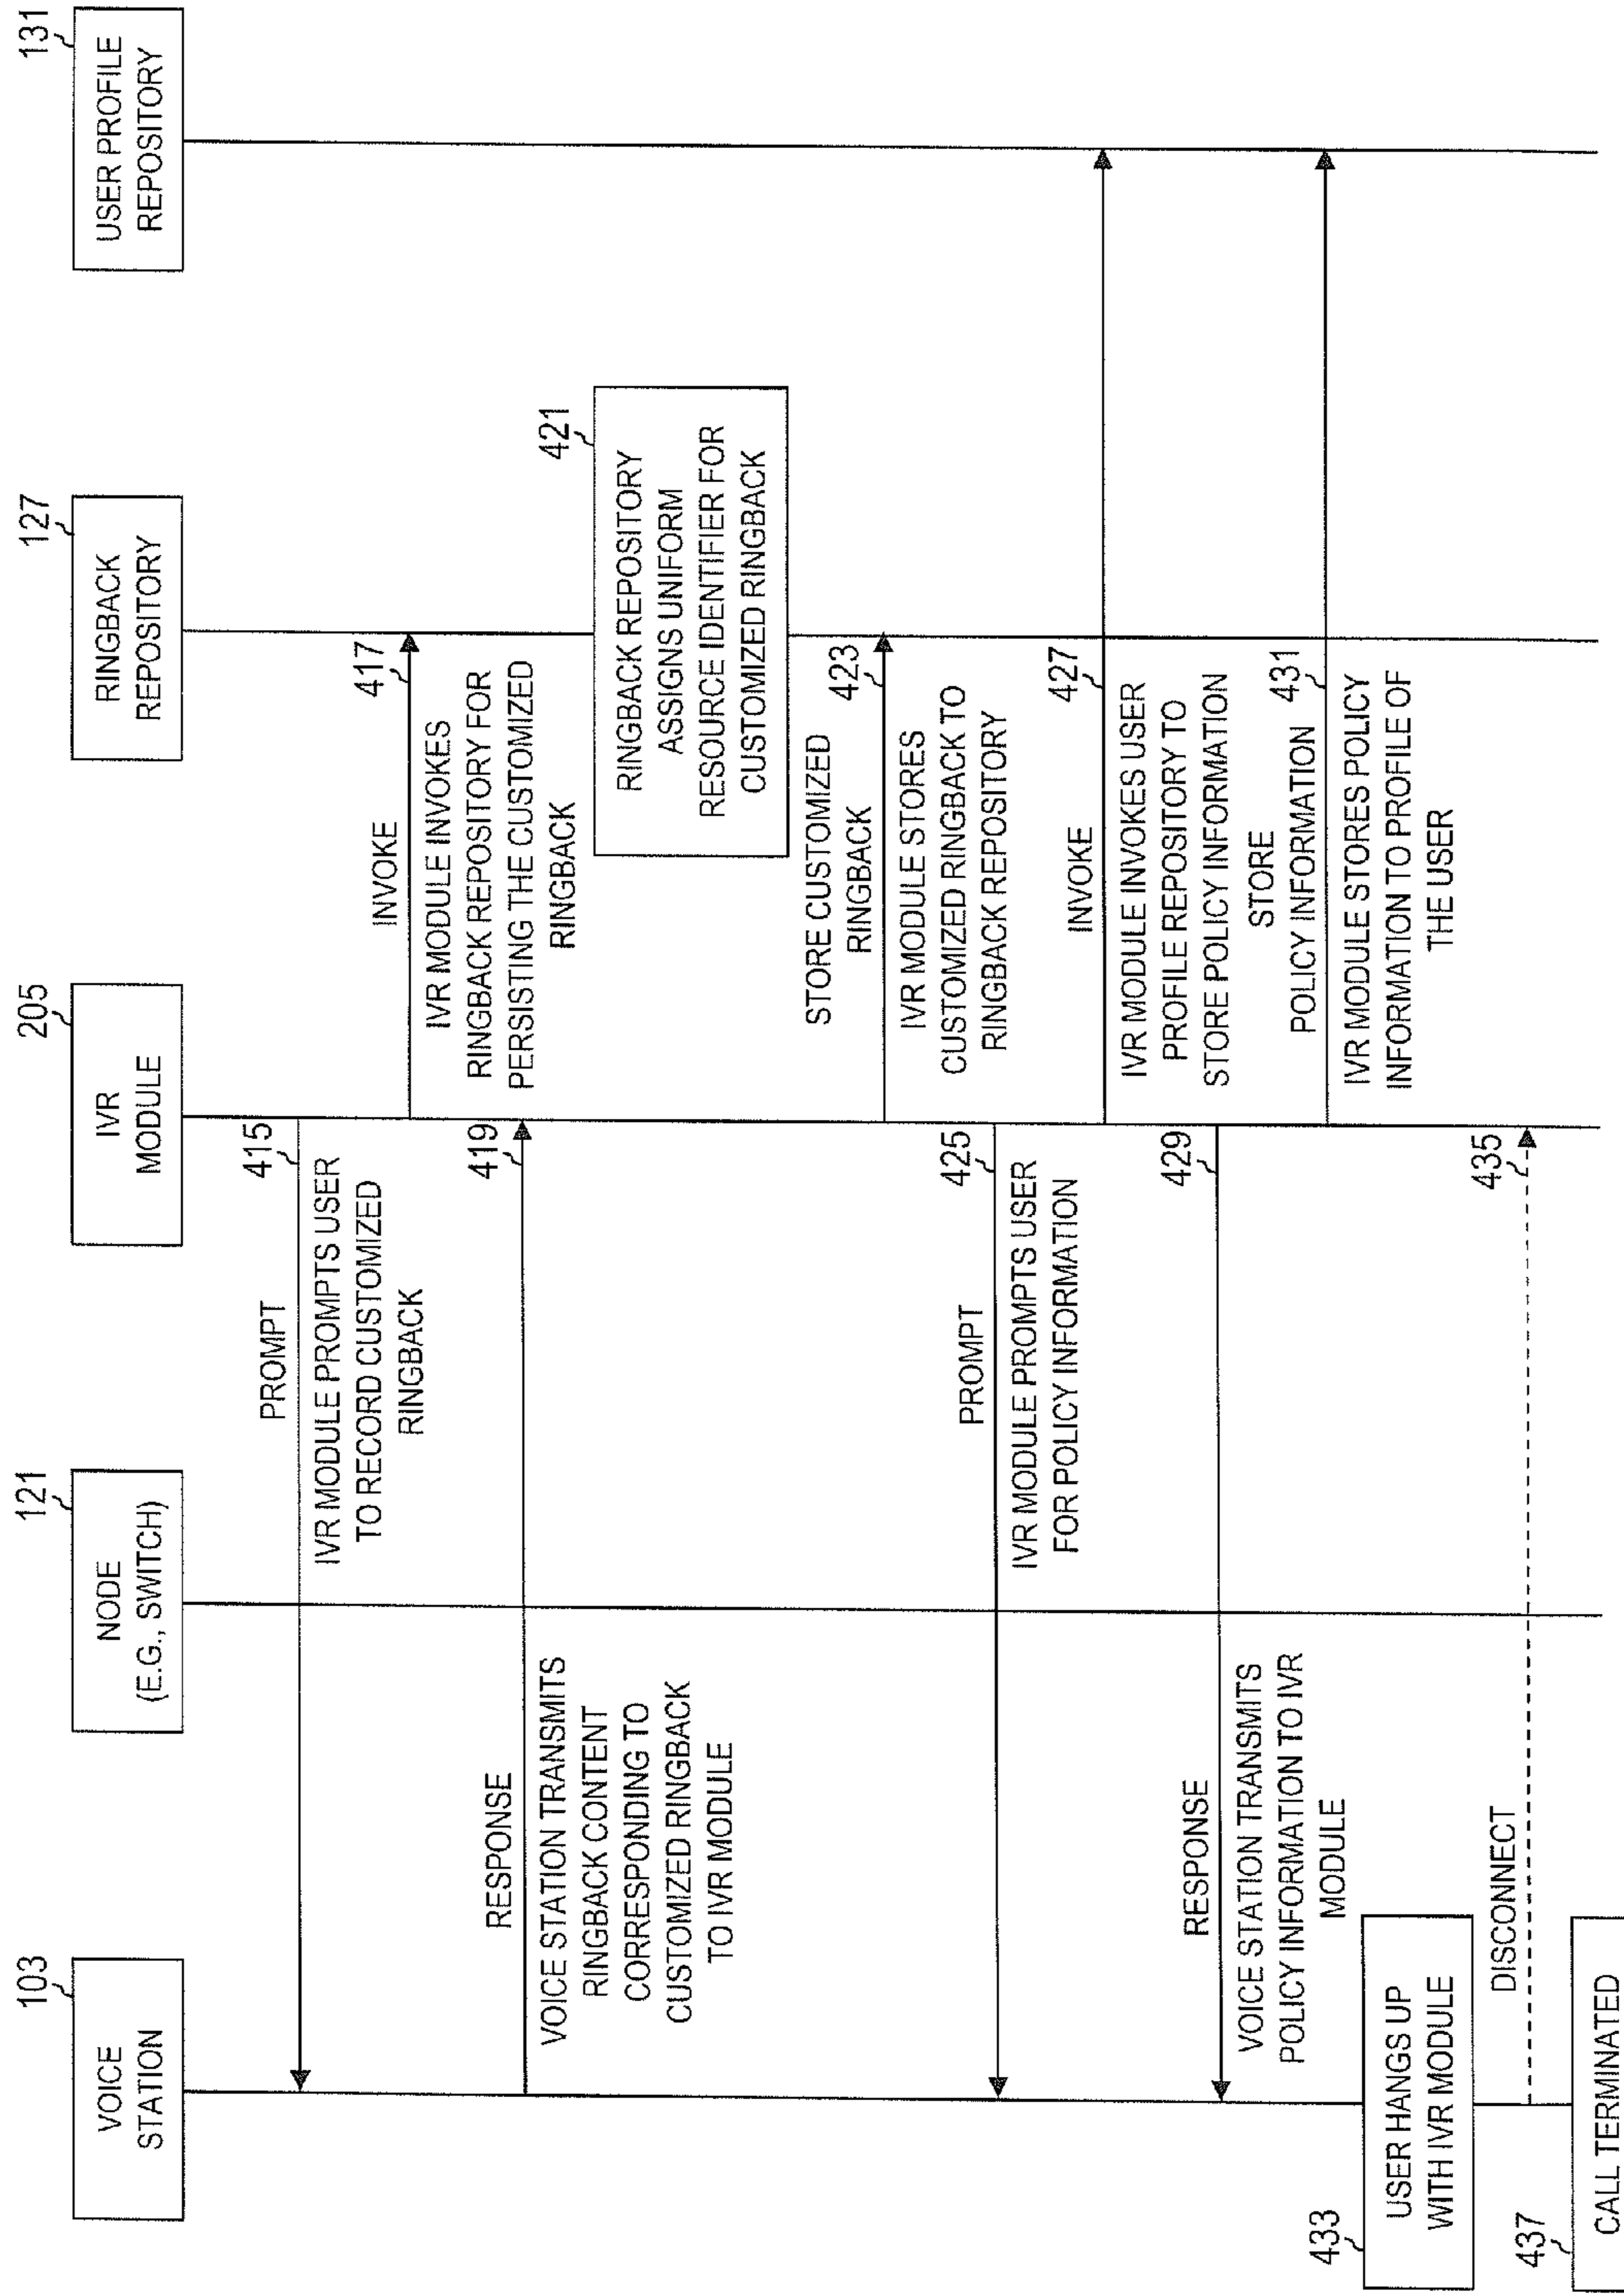 103
VOICE
STATION
121
NODE
(E.G., SWITCH)
205
IVR
MODULE
127
RINGBACK
REPOSITORY
131
USER PROFILE
REPOSITORY
PROMPT
415
IVR MODULE PROMPTS USER
TO RECORD CUSTOMIZED
RINGBACK
INVOKE
417
IVR MODULE INVOKES
RINGBACK REPOSITORY FOR
PERSISTING THE CUSTOMIZED
RINGBACK
RESPONSE
419
VOICE STATION TRANSMITS
RINGBACK CONTENT
CORRESPONDING TO
CUSTOMIZED RINGBACK
TO IVR MODULE
421
RINGBACK REPOSITORY
ASSIGNS UNIFORM
RESOURCE IDENTIFIER FOR
CUSTOMIZED RINGBACK
STORE CUSTOMIZED
RINGBACK
423
IVR MODULE STORES
CUSTOMIZED RINGBACK TO
RINGBACK REPOSITORY
PROMPT
425
IVR MODULE PROMPTS USER
FOR POLICY INFORMATION
INVOKE
427
IVR MODULE INVOKES USER
PROFILE REPOSITORY TO
STORE POLICY INFORMATION
RESPONSE
429
VOICE STATION TRANSMITS
POLICY INFORMATION TO IVR
MODULE
STORE
POLICY INFORMATION
431
IVR MODULE STORES POLICY
INFORMATION TO PROFILE OF
THE USER
433
USER HANGS UP
WITH IVR MODULE
DISCONNECT
435
437
CALL TERMINATED